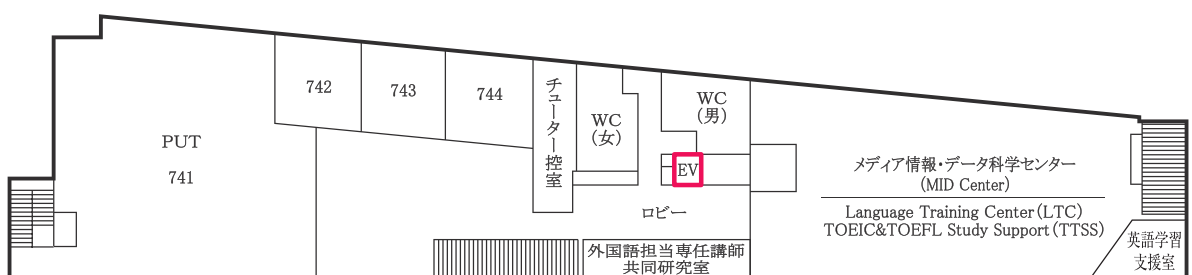 PUT
741
742
743
744
チューター控室
WC
(女)
WC
(男)
EV
ロビー
外国語担当専任講師
共同研究室
メディア情報・データ科学センター
(MID Center)
Language Training Center(LTC)
TOEIC&TOEFL Study Support(TTSS)
英語学習
支援室